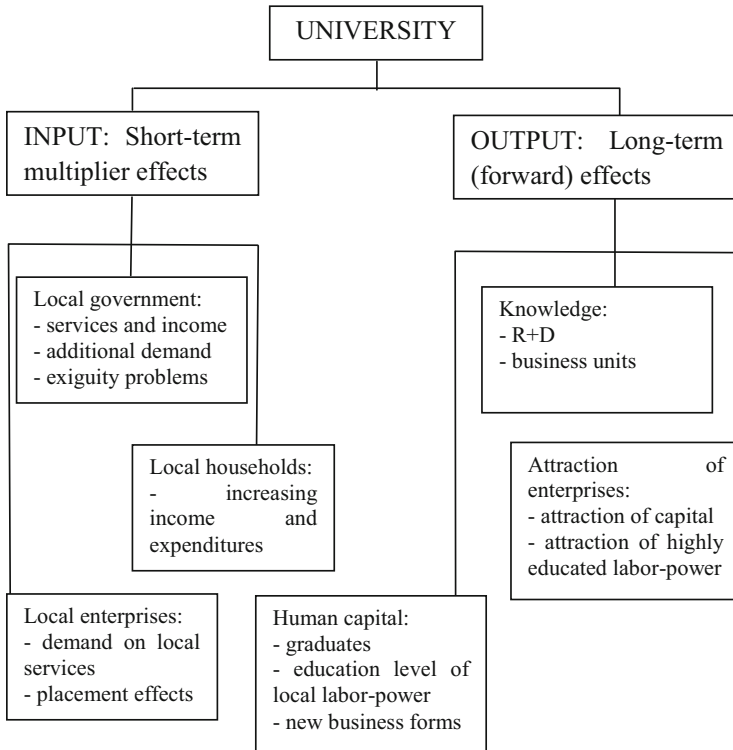 UNIVERSITY
INPUT: Short-term
multiplier effects
OUTPUT: Long-term
(forward) effects
Local government:
- services and income
- additional demand
- exiguity problems
Knowledge:
- R+D
- business units
Local households:
- increasing
income and
expenditures
Attraction of
enterprises:
- attraction of capital
- attraction of highly
educated labor-power
Local enterprises:
- demand on local
services
- placement effects
Human capital:
- graduates
- education level of
local labor-power
- new business forms